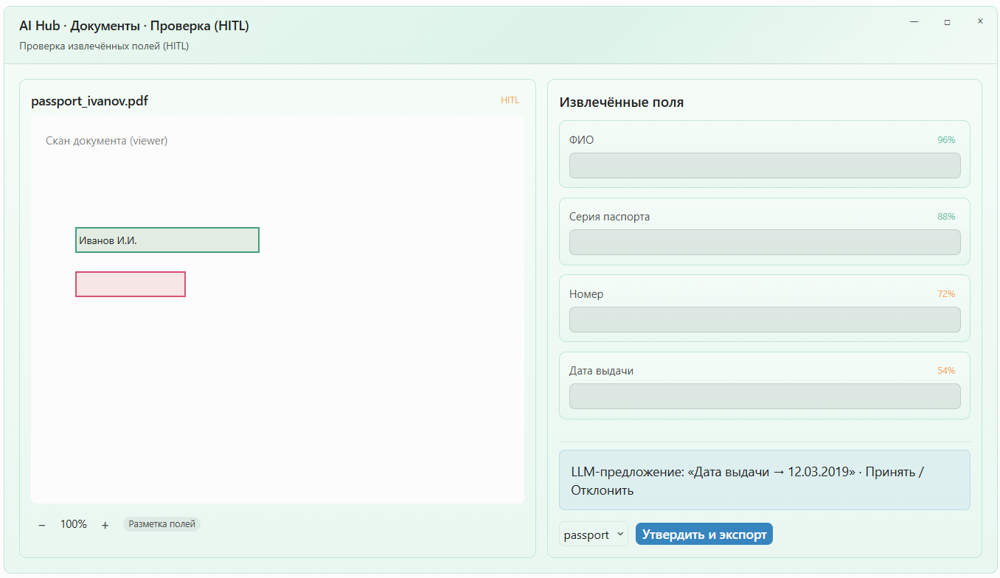 AI Hub · Документы · Проверка (HITL)
Проверка извлечённых полей (HITL)
passport_ivanov.pdf
HITL
Скан документа (viewer)
Иванов И.И.
− 100% + Разметка полей
Извлечённые поля
ФИО 96%
Серия паспорта 88%
Номер 72%
Дата выдачи 54%
LLM-предложение: «Дата выдачи → 12.03.2019» · Принять /
Отклонить
passport Утвердить и экспорт